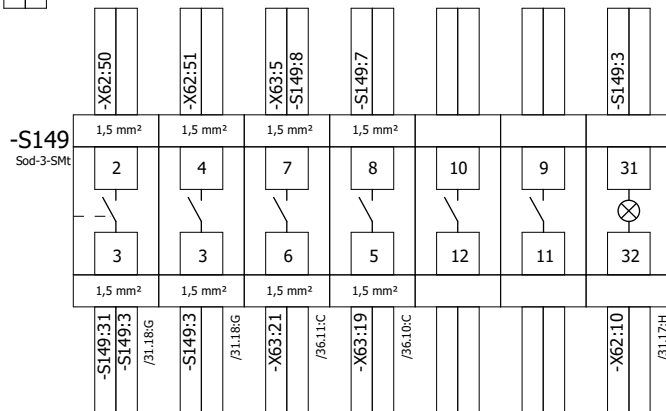 -X62:50
-X62:51
-X63:5
-S149:8
-S149:7
-S149:3
-S149
Sod-3-SMt
1,5 mm² 1,5 mm² 1,5 mm² 1,5 mm²
2 4 7 8 10 9 31
3 3 6 5 12 11 32
1,5 mm² 1,5 mm² 1,5 mm² 1,5 mm²
-S149:31
-S149:3
/31.18:G
-S149:3
/31.18:G
-X63:21
/36.11:C
-X63:19
/36.10:C
-X62:10
/31.17:H